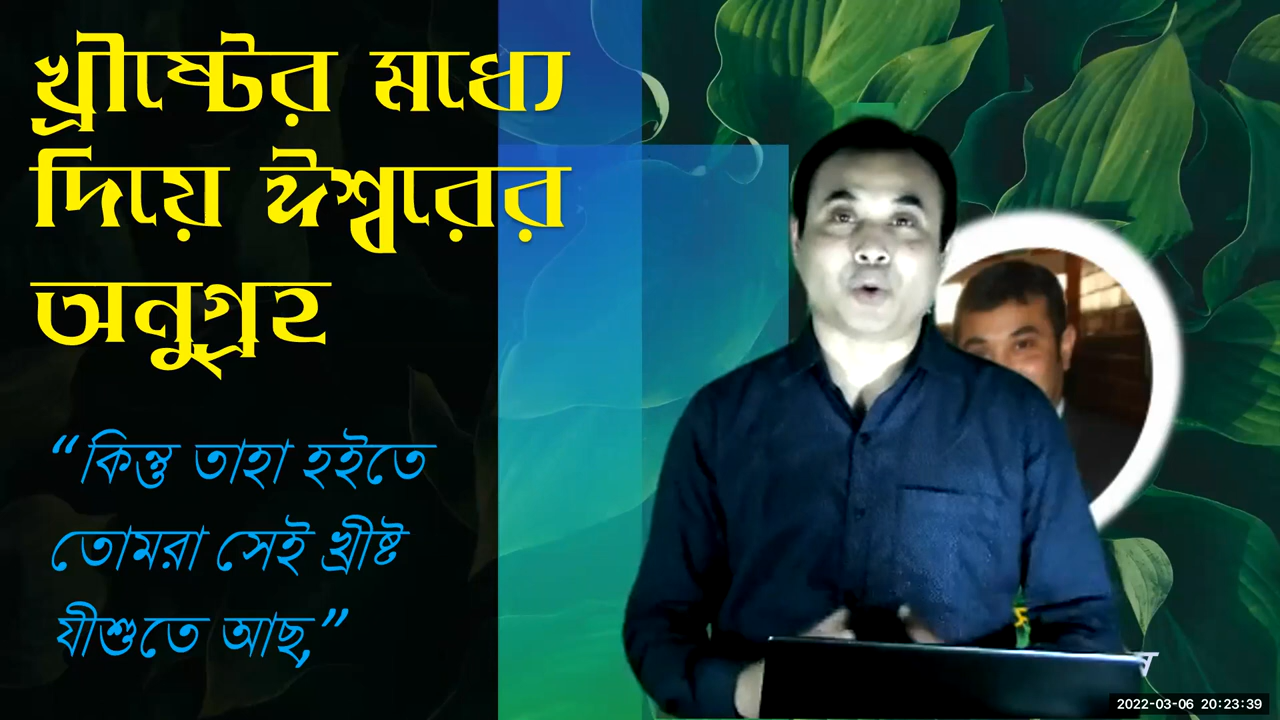 খ্রীষ্টের মধ্যে
দিয়ে ঈশ্বরের
অনুগ্রহ
“কিন্তু তাহা হইতে
তোমরা সেই খ্রীষ্ট
যীশুতে আছ,”
2022-03-06 20:23:39